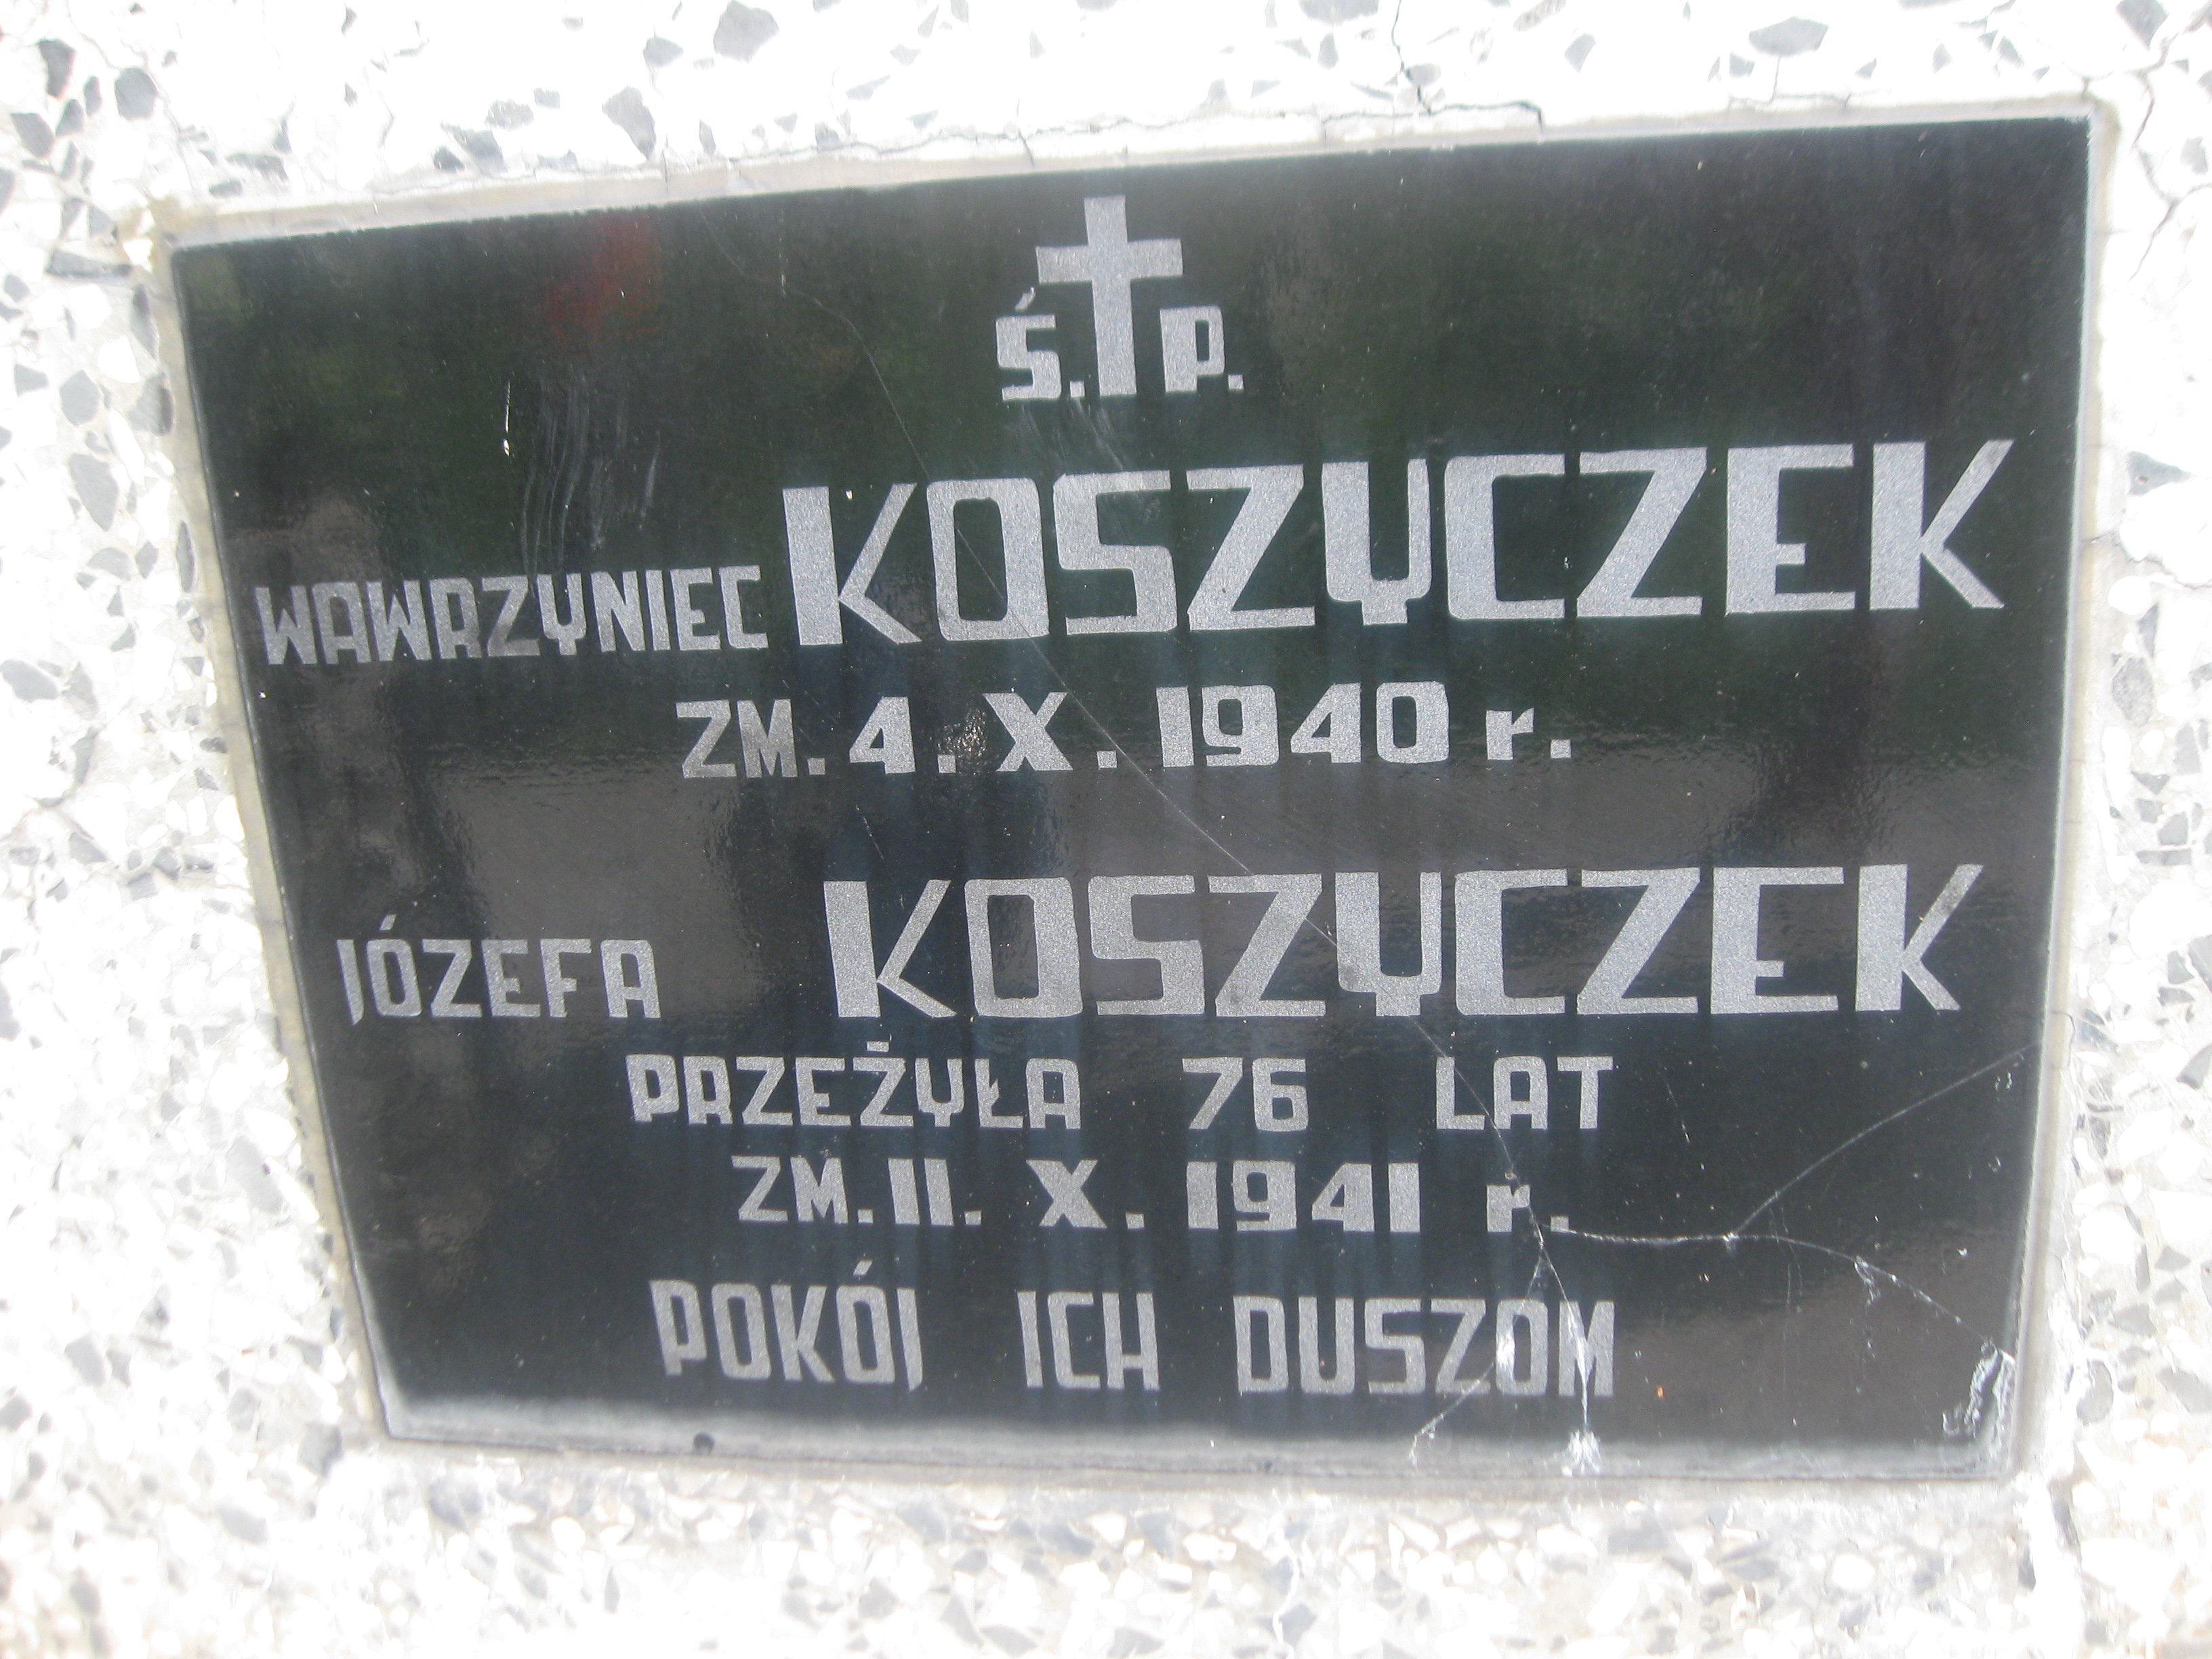 Ś. P.
WAWRZYNIEC KOSZYCZEK
ZM. 4. X. 1940 r.
JÓZEFA KOSZYCZEK
PRZEŻYŁA 76 LAT
ZM. 11. X. 1941 r.
POKÓJ ICH DUSZOM